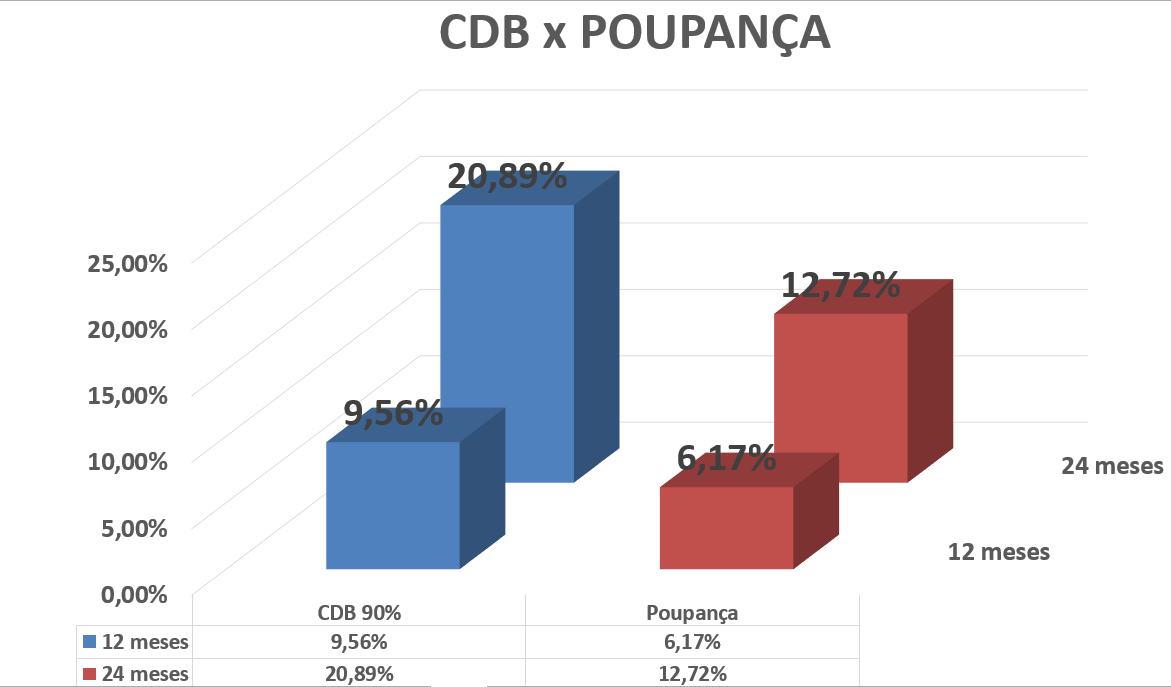 CDB x POUPANÇA
20,89%
12,72%
9,56%
6,17%
25,00%
20,00%
15,00%
10,00%
5,00%
0,00%
24 meses
12 meses
CDB 90% Poupança
12 meses 9,56% 6,17%
24 meses 20,89% 12,72%